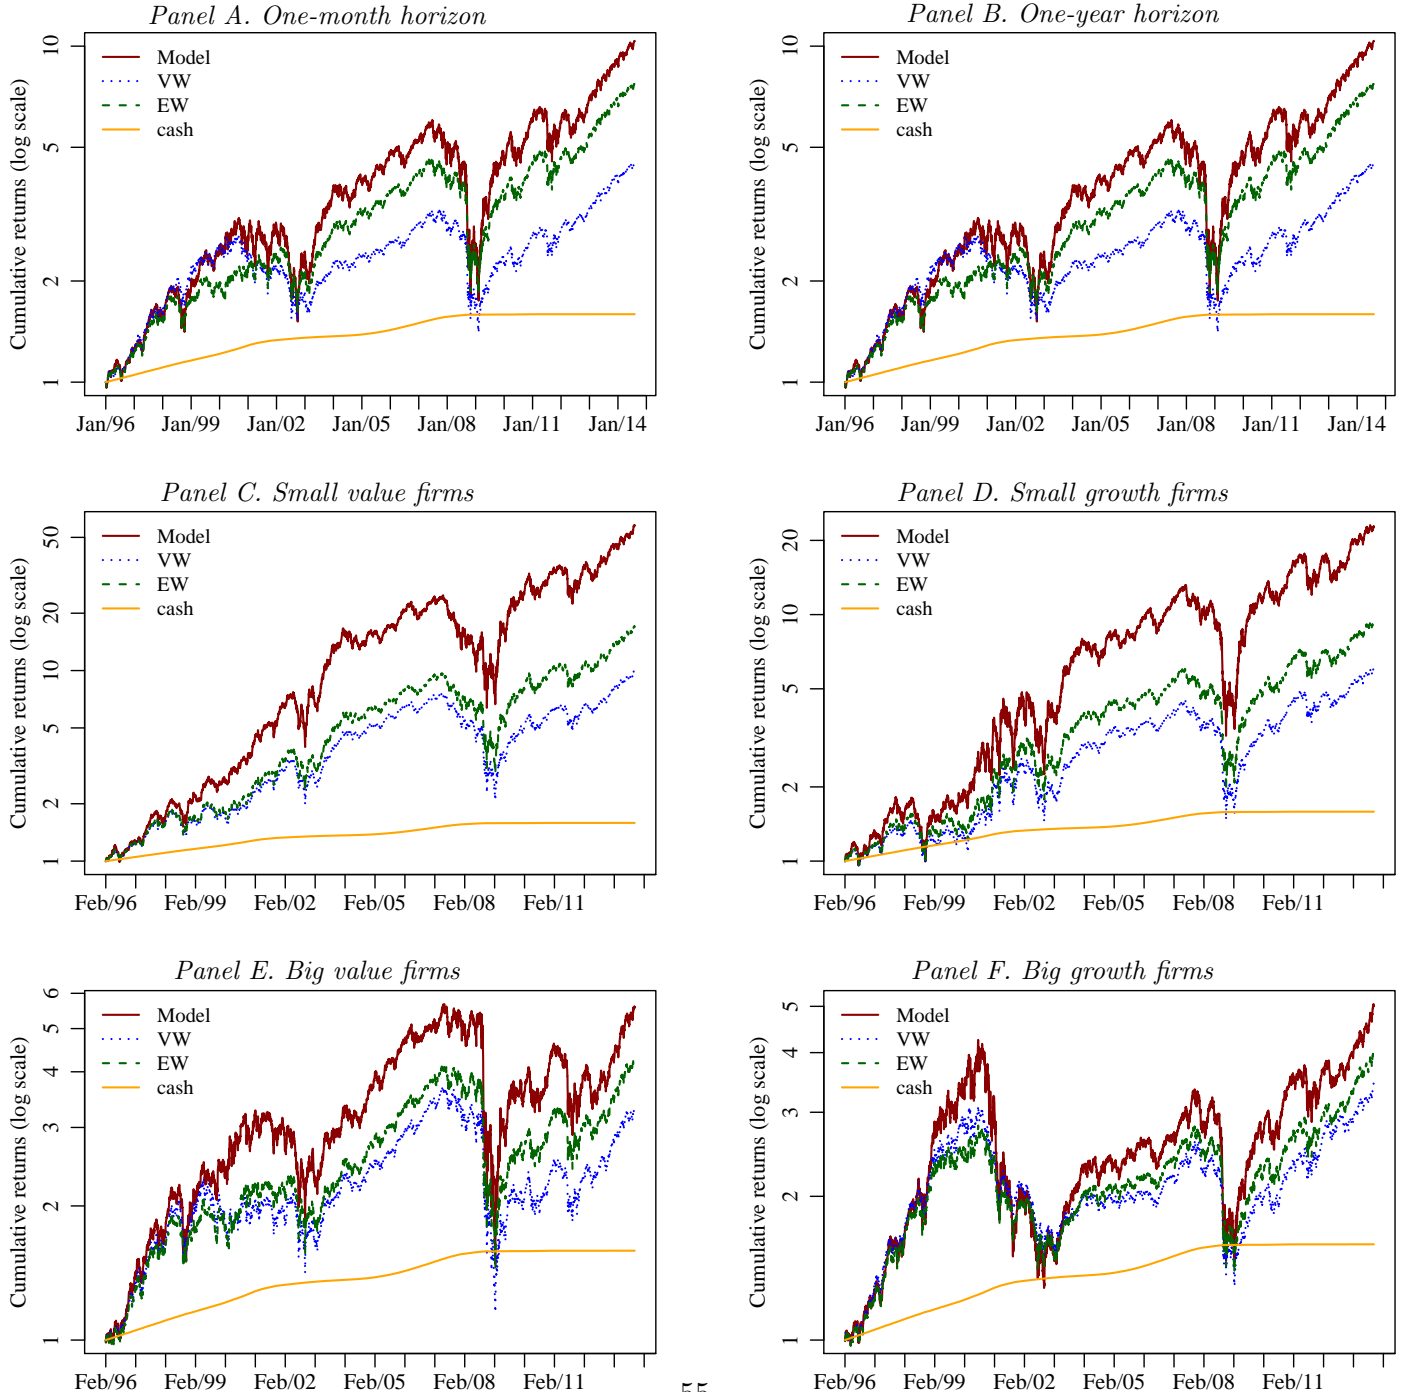 Panel A. One-month horizon
Cumulative returns (log scale)
10
5
2
1
Model
VW
EW
cash
Jan/96 Jan/99 Jan/02 Jan/05 Jan/08 Jan/11 Jan/14
Panel B. One-year horizon
Cumulative returns (log scale)
10
5
2
1
Model
VW
EW
cash
Jan/96 Jan/99 Jan/02 Jan/05 Jan/08 Jan/11 Jan/14
Panel C. Small value firms
Cumulative returns (log scale)
50
20
10
5
2
1
Model
VW
EW
cash
Feb/96 Feb/99 Feb/02 Feb/05 Feb/08 Feb/11
Panel D. Small growth firms
Cumulative returns (log scale)
20
10
5
2
1
Model
VW
EW
cash
Feb/96 Feb/99 Feb/02 Feb/05 Feb/08 Feb/11
Panel E. Big value firms
Cumulative returns (log scale)
6
5
4
3
2
1
Model
VW
EW
cash
Feb/96 Feb/99 Feb/02 Feb/05 Feb/08 Feb/11
Panel F. Big growth firms
Cumulative returns (log scale)
5
4
3
2
1
Model
VW
EW
cash
Feb/96 Feb/99 Feb/02 Feb/05 Feb/08 Feb/11
55